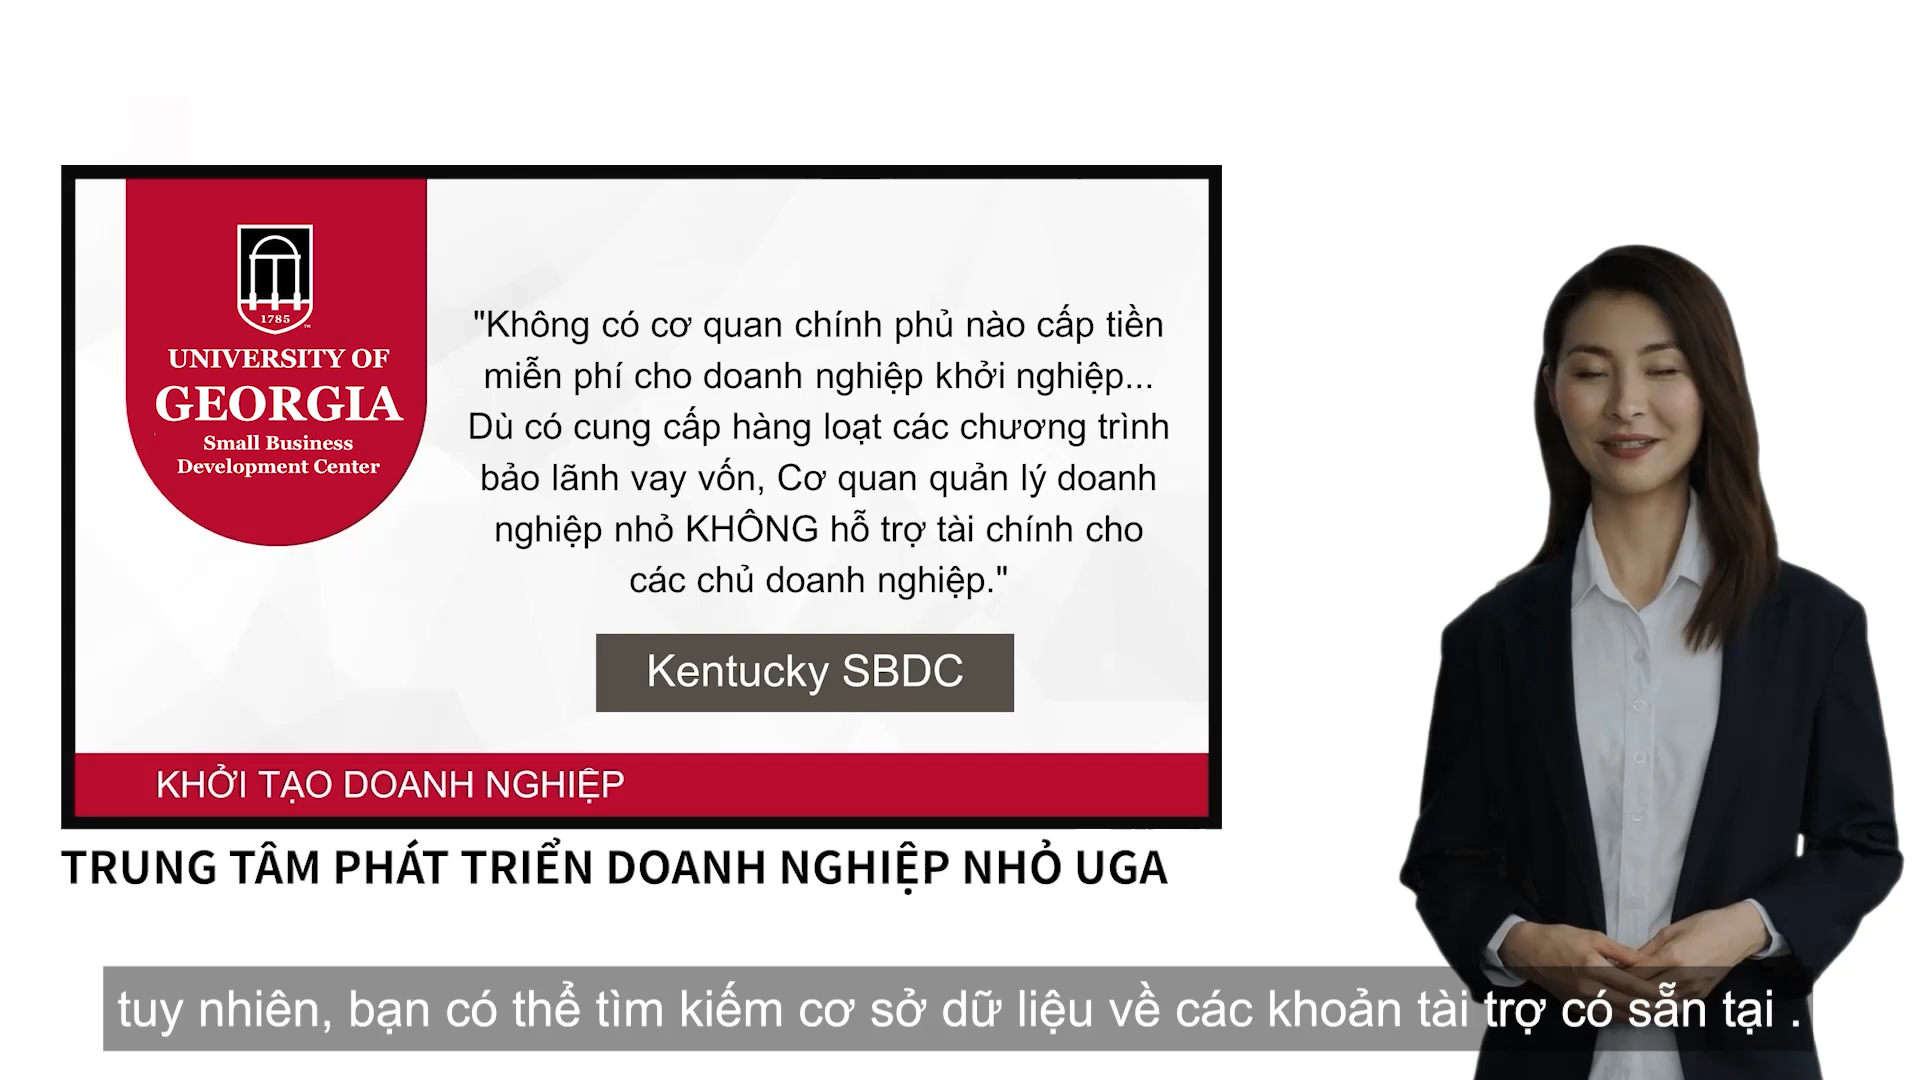 1785
UNIVERSITY OF
GEORGIA
Small Business
Development Center
"Không có cơ quan chính phủ nào cấp tiền
miễn phí cho doanh nghiệp khởi nghiệp...
Dù có cung cấp hàng loạt các chương trình
bảo lãnh vay vốn, Cơ quan quản lý doanh
nghiệp nhỏ KHÔNG hỗ trợ tài chính cho
các chủ doanh nghiệp."
Kentucky SBDC
KHỞI TẠO DOANH NGHIỆP
TRUNG TÂM PHÁT TRIỂN DOANH NGHIỆP NHỎ UGA
tuy nhiên, bạn có thể tìm kiếm cơ sở dữ liệu về các khoản tài trợ có sẵn tại .